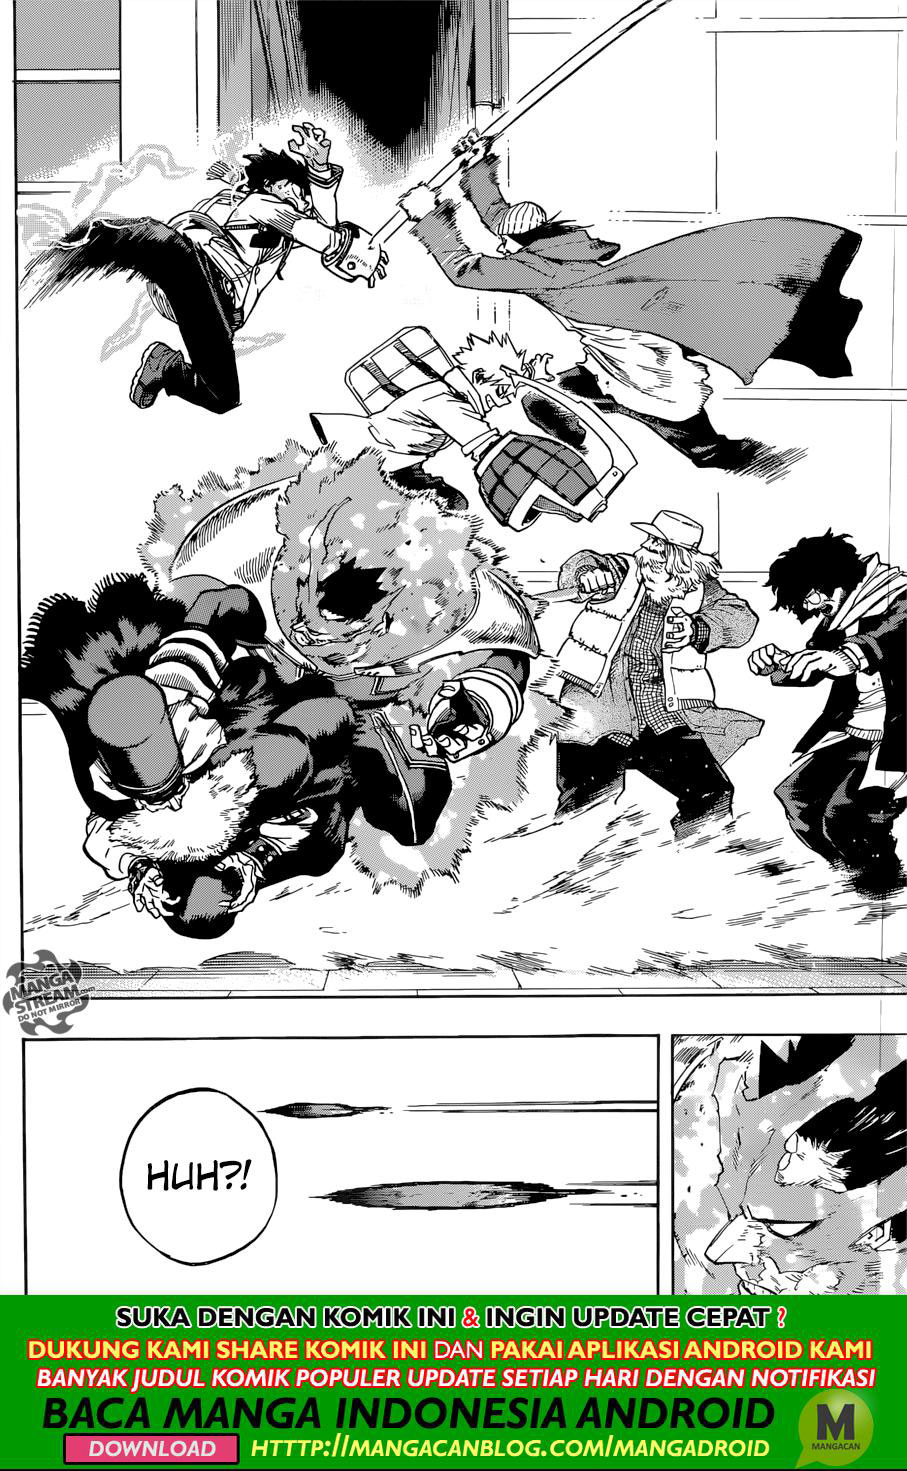 MANGA
STREAM.com
DO NOT MIRROR
HUH?!
SUKA DENGAN KOMIK INI & INGIN UPDATE CEPAT ?
DUKUNG KAMI SHARE KOMIK INI DAN PAKAI APLIKASI ANDROID KAMI
BANYAK JUDUL KOMIK POPULER UPDATE SETIAP HARI DENGAN NOTIFIKASI
BACA MANGA INDONESIA ANDROID
M
MANGACAN
DOWNLOAD HTTTP://MANGACANBLOG.COM/MANGADROID